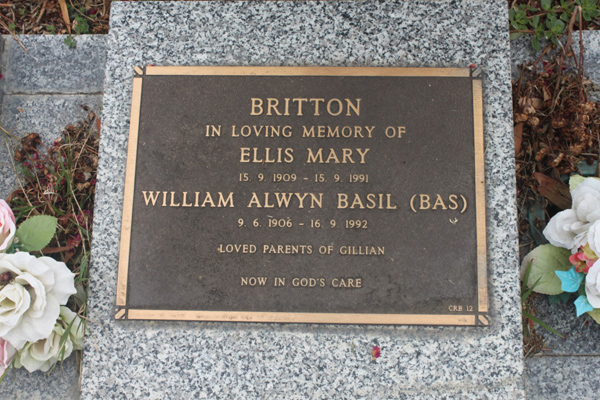 BRITTON
IN LOVING MEMORY OF
ELLIS MARY
15. 9. 1909 - 15. 9. 1991
WILLIAM ALWYN BASIL (BAS)
9. 6. 1906 - 16. 9. 1992
LOVED PARENTS OF GILLIAN
NOW IN GOD'S CARE
CRB 12